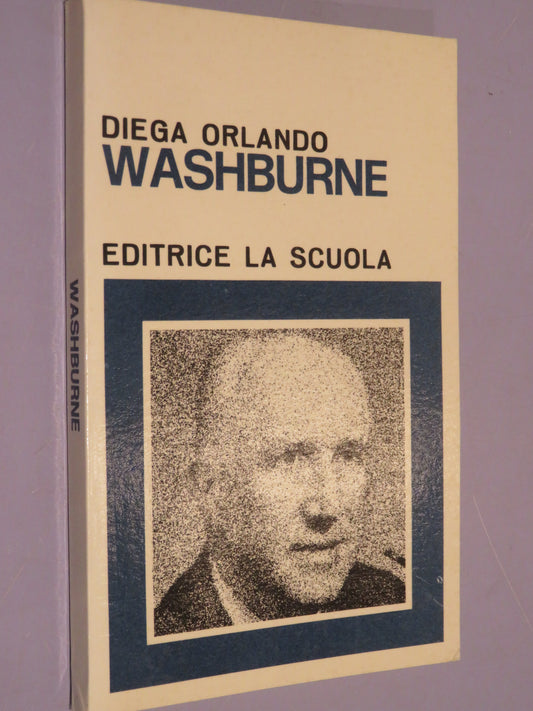 DIEGA ORLANDO
WASHBURNE
EDITRICE LA SCUOLA
WASHBURNE